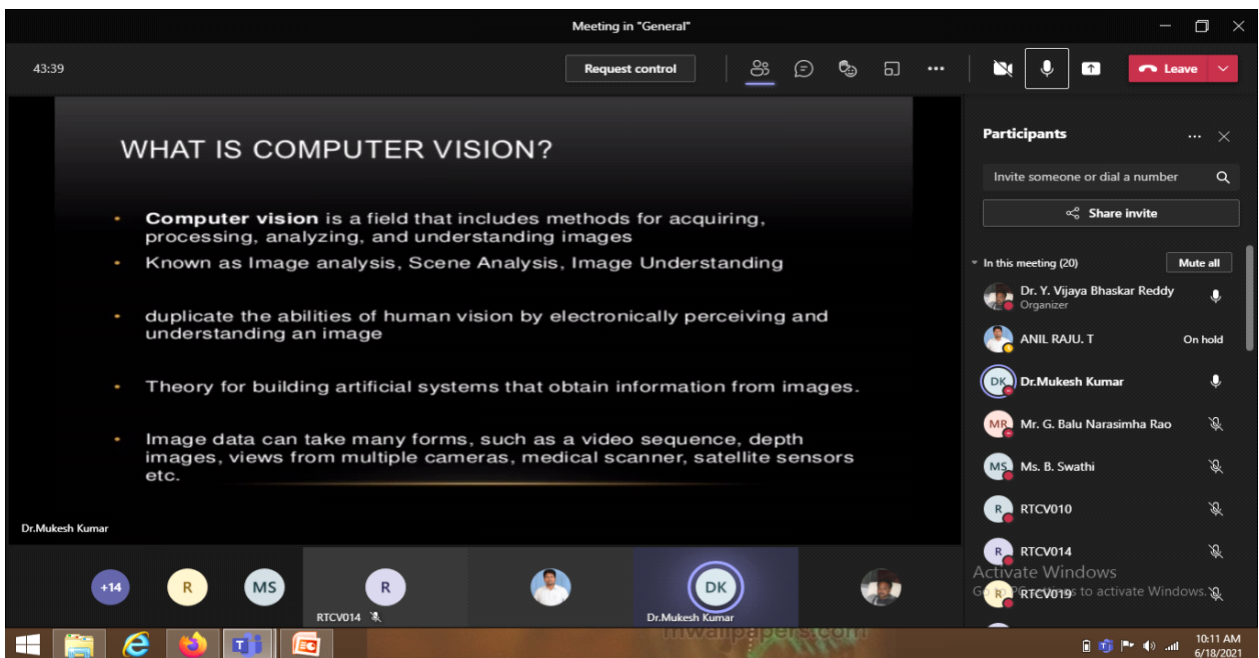 Meeting in "General"
43:39
Request control
Leave
WHAT IS COMPUTER VISION?
• Computer vision is a field that includes methods for acquiring,
processing, analyzing, and understanding images
• Known as Image analysis, Scene Analysis, Image Understanding
• duplicate the abilities of human vision by electronically perceiving and
understanding an image
• Theory for building artificial systems that obtain information from images.
• Image data can take many forms, such as a video sequence, depth
images, views from multiple cameras, medical scanner, satellite sensors
etc.
Dr.Mukesh Kumar
+14
R
MS
R
RTCV014
DK
Dr.Mukesh Kumar
Participants
Invite someone or dial a number
Share invite
In this meeting (20) Mute all
Dr. Y. Vijaya Bhaskar Reddy
Organizer
ANIL RAJU. T On hold
DK Dr.Mukesh Kumar
MR Mr. G. Balu Narasimha Rao
MS Ms. B. Swathi
R RTCV010
R RTCV014
Activate Windows
R RTCV019
to activate Windows.
10:11 AM
6/18/2021